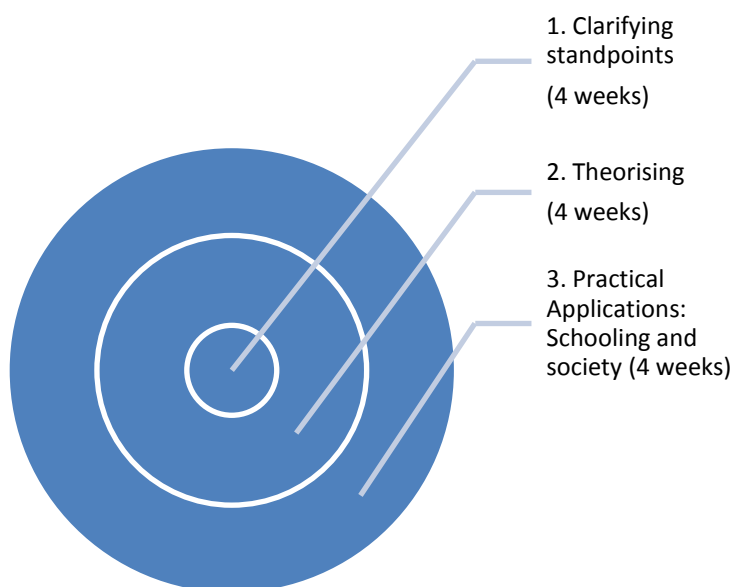 1. Clarifying
standpoints
(4 weeks)
2. Theorising
(4 weeks)
3. Practical
Applications:
Schooling and
society (4 weeks)